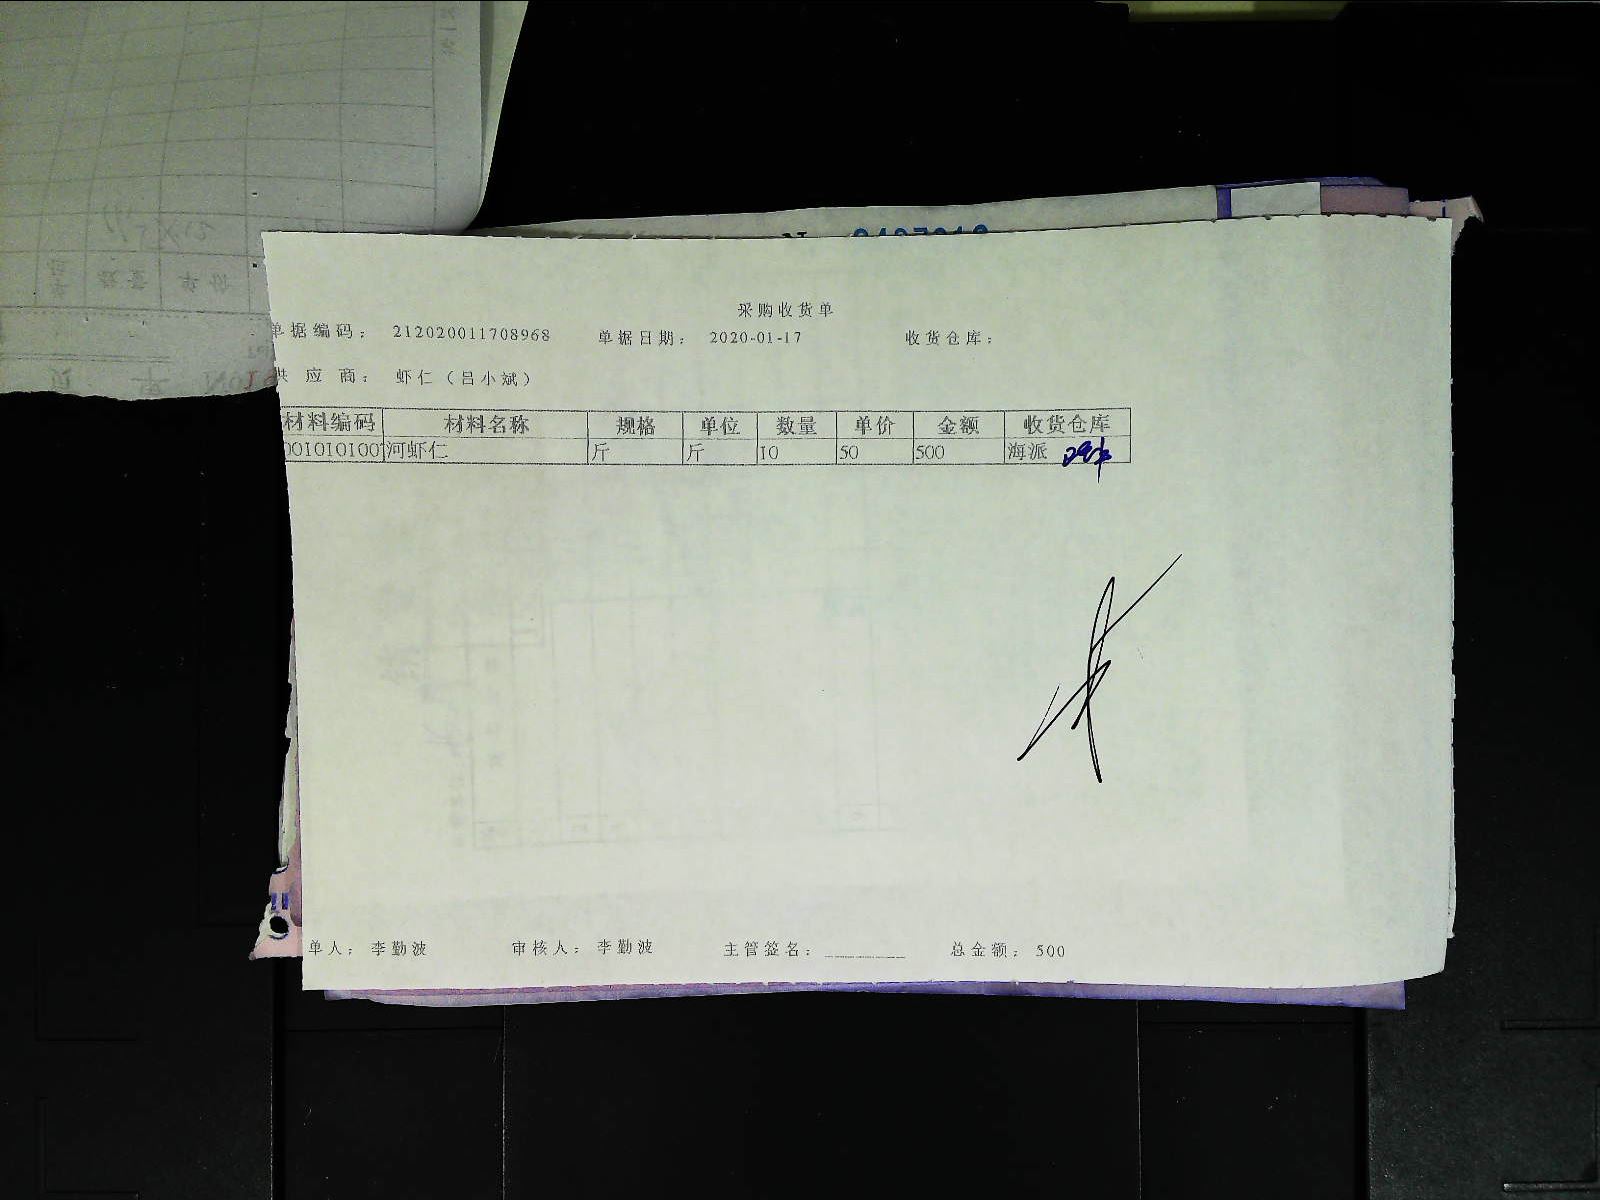 采购收货单
单据编码： 212020011708968 单据日期： 2020-01-17 收货仓库：
供应商： 虾仁（吕小斌）
材料编码 材料名称 规格 单位 数量 单价 金额 收货仓库
河虾仁 斤 斤 10 50 500 海派
单人： 李勤波 审核人： 李勤波 主管签名： 总金额： 500